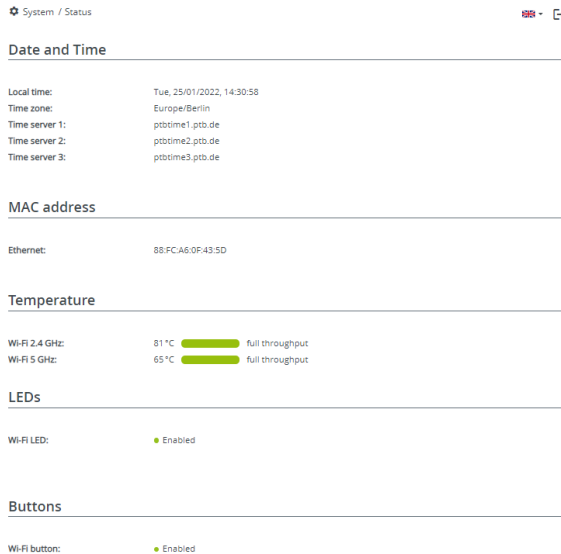 System / Status
Date and Time
Local time: Tue, 25/01/2022, 14:30:58
Time zone: Europe/Berlin
Time server 1: ptbtime1.ptb.de
Time server 2: ptbtime2.ptb.de
Time server 3: ptbtime3.ptb.de
MAC address
Ethernet: 88:FC:A6:0F:43:5D
Temperature
Wi-Fi 2.4 GHz: 81°C full throughput
Wi-Fi 5 GHz: 65°C full throughput
LEDs
Wi-Fi LED: Enabled
Buttons
Wi-Fi button: Enabled